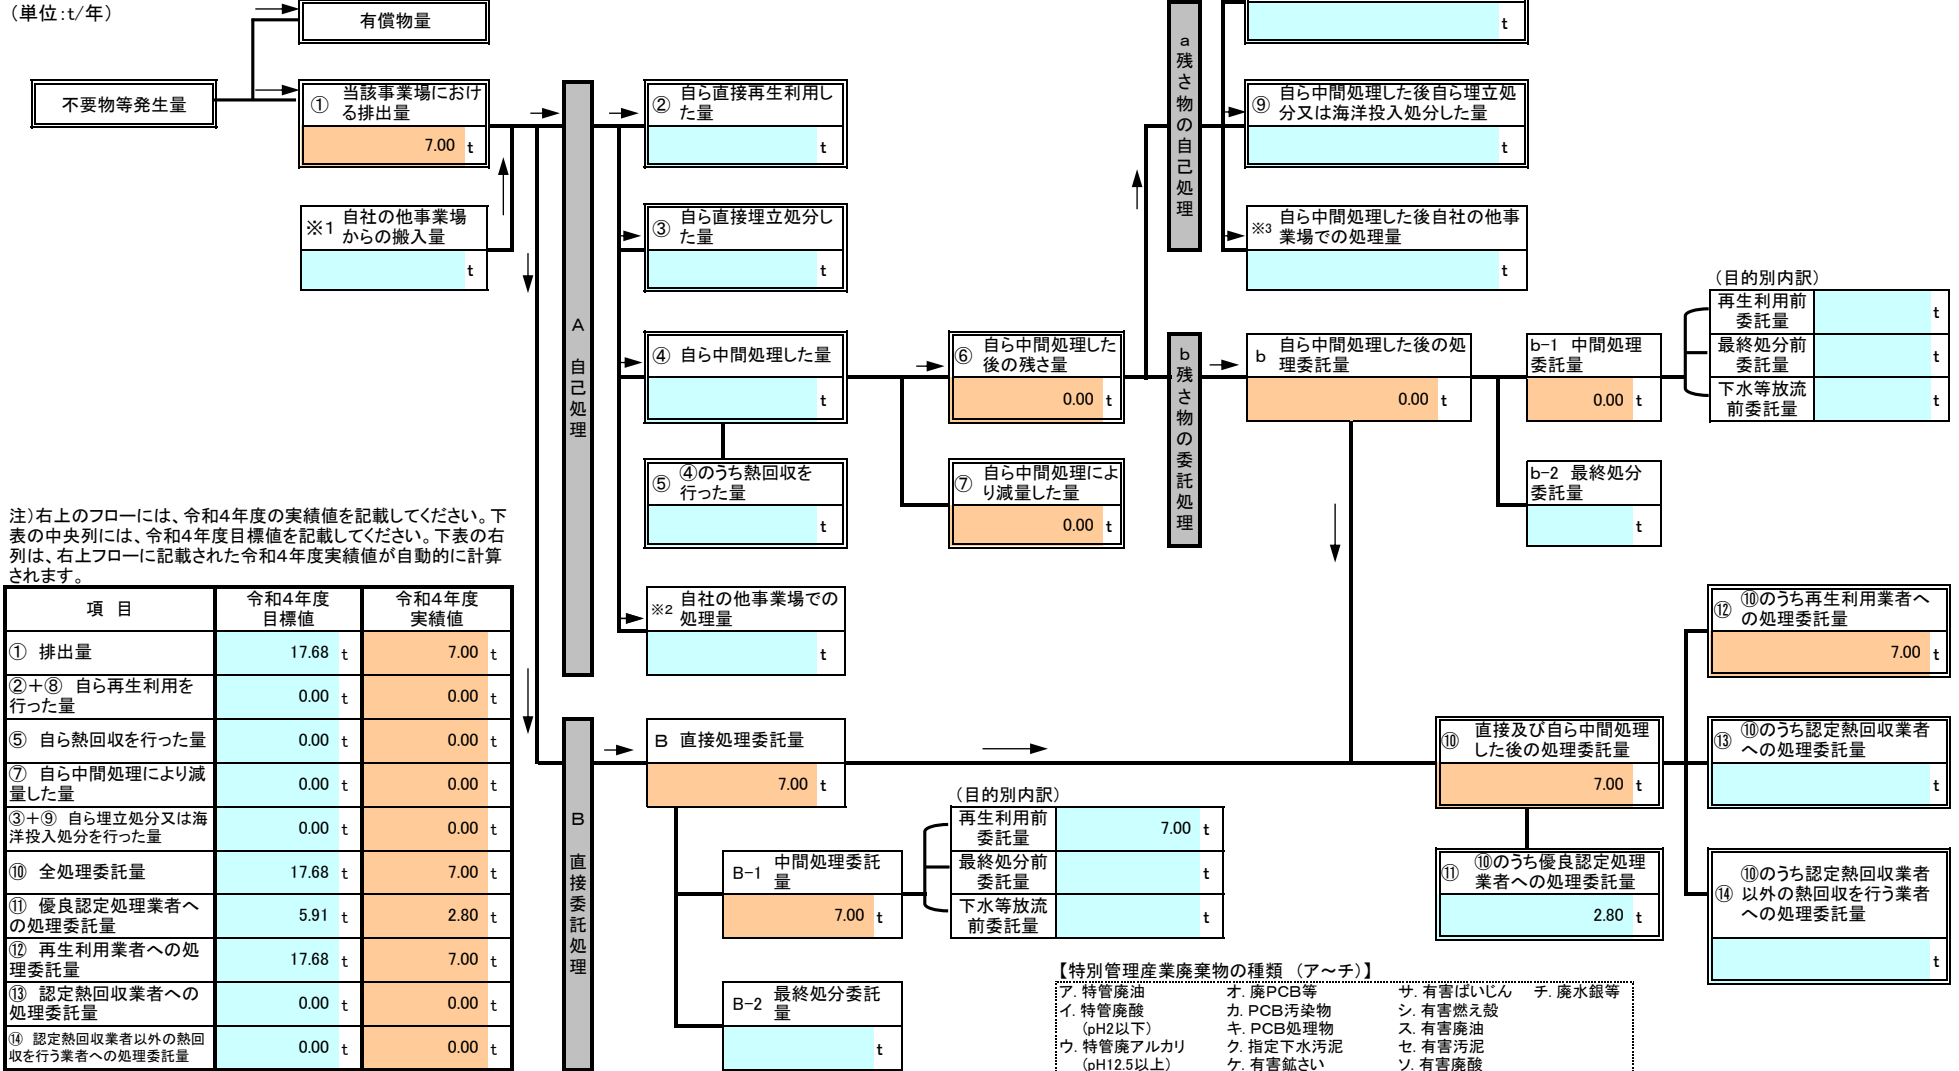 (単位:t/年)
有償物量
t
不要物等発生量
① 当該事業場におけ
る排出量
7.00 t
※1 自社の他事業場
からの搬入量
t
A 自己処理
② 自ら直接再生利用し
た量
t
③ 自ら直接埋立処分し
た量
t
④ 自ら中間処理した量
t
⑤ ④のうち熱回収を
行った量
t
※2 自社の他事業場での
処理量
t
⑥ 自ら中間処理した
後の残さ量
0.00 t
⑦ 自ら中間処理によ
り減量した量
0.00 t
a 残さ物の自己処理
⑨ 自ら中間処理した後自ら埋立処
分又は海洋投入処分した量
t
※3 自ら中間処理した後自社の他事
業場での処理量
t
b 残さ物の委託処理
b 自ら中間処理した後の処
理委託量
0.00 t
b-1 中間処理
委託量
0.00 t
b-2 最終処分
委託量
t
(目的別内訳)
再生利用前
委託量
t
最終処分前
委託量
t
下水等放流
前委託量
t
注)右上のフローには、令和4年度の実績値を記載してください。下
表の中央列には、令和4年度目標値を記載してください。下表の右
列は、右上フローに記載された令和4年度実績値が自動的に計算
されます。
項 目 令和4年度
目標値 令和4年度
実績値
① 排出量 17.68 t 7.00 t
②+⑧ 自ら再生利用を
行った量 0.00 t 0.00 t
⑤ 自ら熱回収を行った量 0.00 t 0.00 t
⑦ 自ら中間処理により減
量した量 0.00 t 0.00 t
③+⑨ 自ら埋立処分又は海
洋投入処分を行った量 0.00 t 0.00 t
⑩ 全処理委託量 17.68 t 7.00 t
⑪ 優良認定処理業者へ
の処理委託量 5.91 t 2.80 t
⑫ 再生利用業者への処
理委託量 17.68 t 7.00 t
⑬ 認定熱回収業者への
処理委託量 0.00 t 0.00 t
⑭ 認定熱回収業者以外の熱回
収を行う業者への処理委託量 0.00 t 0.00 t
B 直接委託処理
B 直接処理委託量
7.00 t
B-1 中間処理委託
量
7.00 t
B-2 最終処分委託
量
t
(目的別内訳)
再生利用前
委託量
7.00 t
最終処分前
委託量
t
下水等放流
前委託量
t
⑩ 直接及び自ら中間処理
した後の処理委託量
7.00 t
⑪ ⑩のうち優良認定処理
業者への処理委託量
2.80 t
⑫ ⑩のうち再生利用業者へ
の処理委託量
7.00 t
⑬ ⑩のうち認定熱回収業者
への処理委託量
t
⑭ ⑩のうち認定熱回収業者
以外の熱回収を行う業者
への処理委託量
t
【特別管理産業廃棄物の種類 (ア~チ)】
ア. 特管廃油 オ. 廃PCB等 サ. 有害ばいじん チ. 廃水銀等
イ. 特管廃酸 カ. PCB汚染物 シ. 有害燃え殻
(pH2以下) キ. PCB処理物 ス. 有害廃油
ウ. 特管廃アルカリ ク. 指定下水汚泥 セ. 有害汚泥
(pH12.5以上) ケ. 有害鉱さい ソ. 有害廃酸